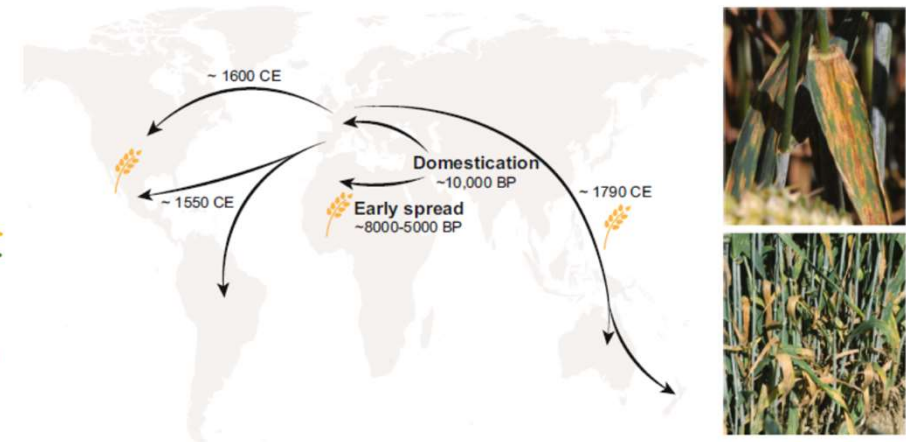 ~ 1600 CE
Domestication
~10,000 BP
~ 1790 CE
~ 1550 CE
Early spread
~8000-5000 BP